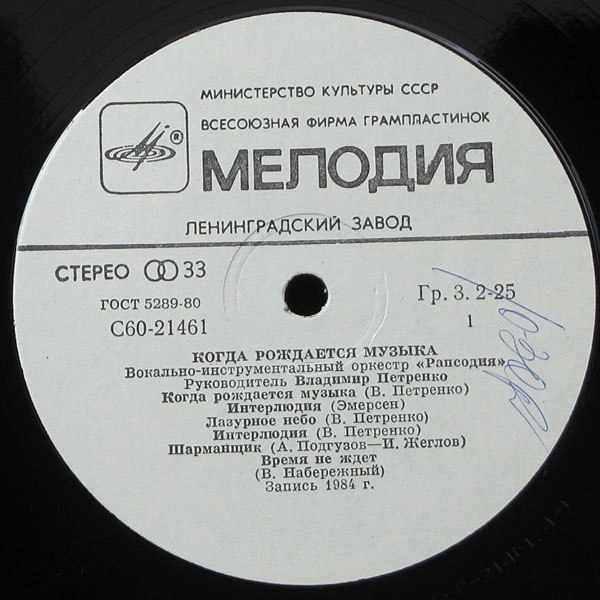 МИНИСТЕРСТВО КУЛЬТУРЫ СССР
ВСЕСОЮЗНАЯ ФИРМА ГРАМПЛАСТИНОК
®
МЕЛОДИЯ
ЛЕНИНГРАДСКИЙ ЗАВОД
СТЕРЕО 33
ГОСТ 5289-80
Гр. 3. 2-25
С60-21461
1
КОГДА РОЖДАЕТСЯ МУЗЫКА
Вокально-инструментальный оркестр «Рапсодия»
Руководитель Владимир Петренко
Когда рождается музыка (В. Петренко)
Интерлюдия (Эмерсен)
Лазурное небо (В. Петренко)
Интерлюдия (В. Петренко)
Шарманщик (А. Подгузов—И. Жеглов)
Время не ждет
(В. Набережный)
Запись 1984 г.